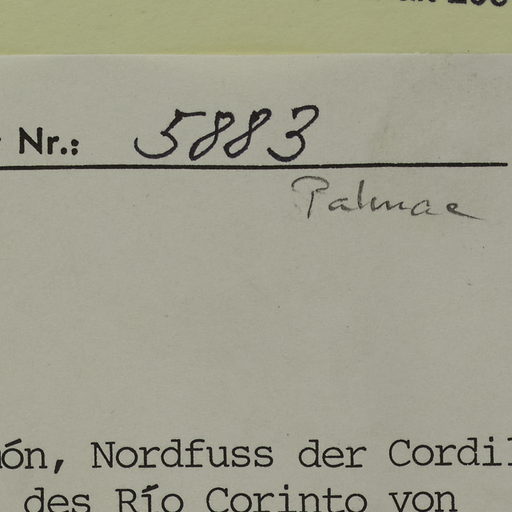 Nr.: 5883
Palmae
ón, Nordfuss der Cordil
des Río Corinto von